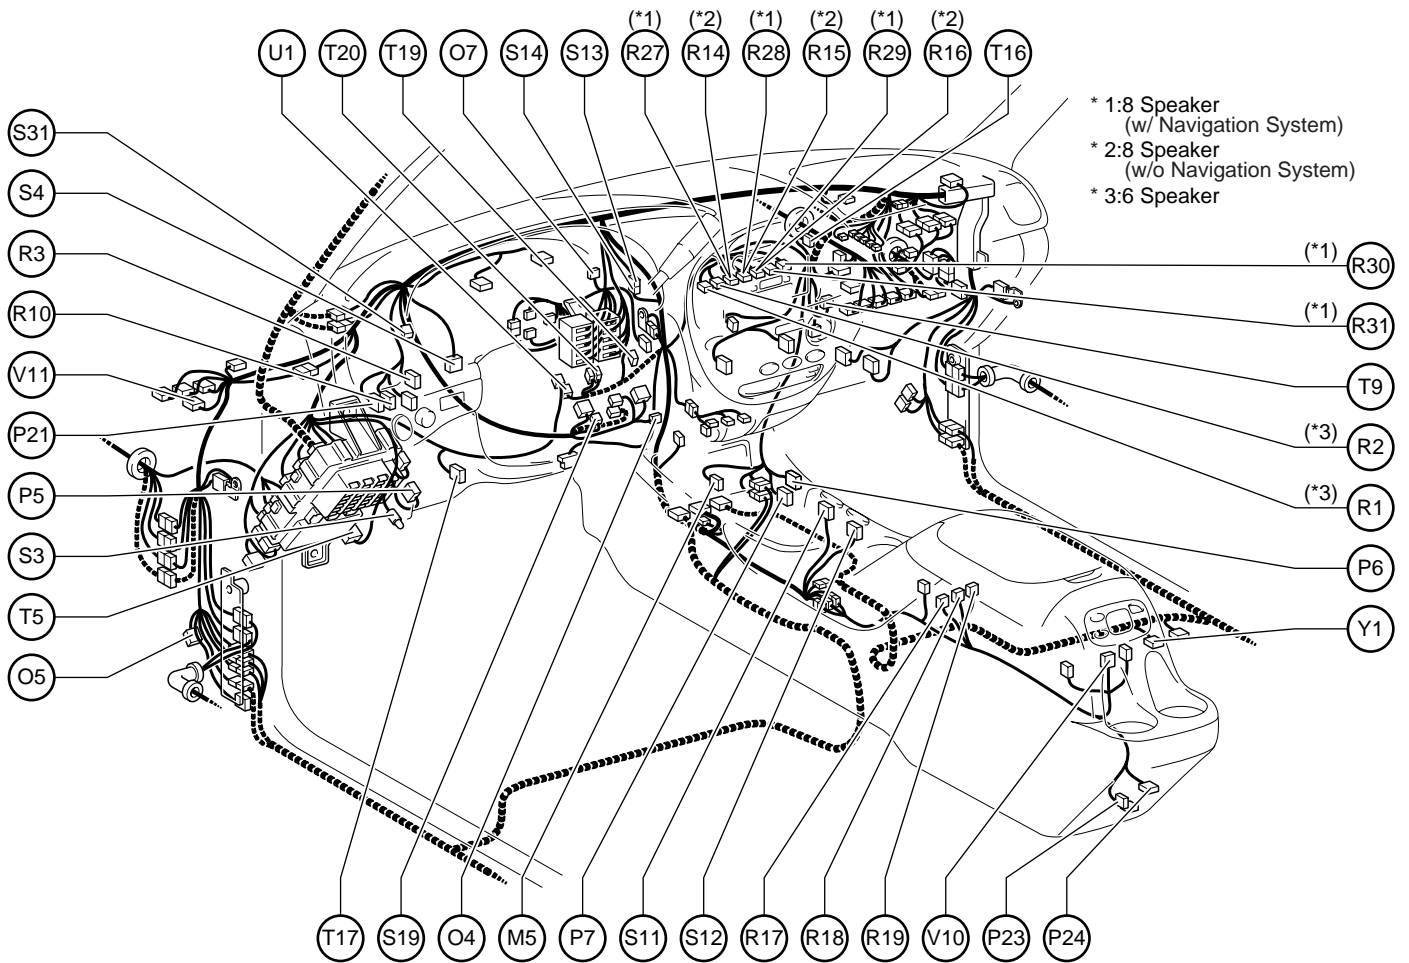 (*1) (*2) (*1) (*2) (*1) (*2)
U1 T20 T19 O7 S14 S13 R27 R14 R28 R15 R29 R16 T16
* 1:8 Speaker
(w/ Navigation System)
* 2:8 Speaker
(w/o Navigation System)
* 3:6 Speaker
S31
S4
R3
R10
V11
P21
P5
S3
T5
O5
(*1)
R30
(*1)
R31
T9
(*3)
R2
(*3)
R1
P6
Y1
T17 S19 O4 M5 P7 S11 S12 R17 R18 R19 V10 P23 P24